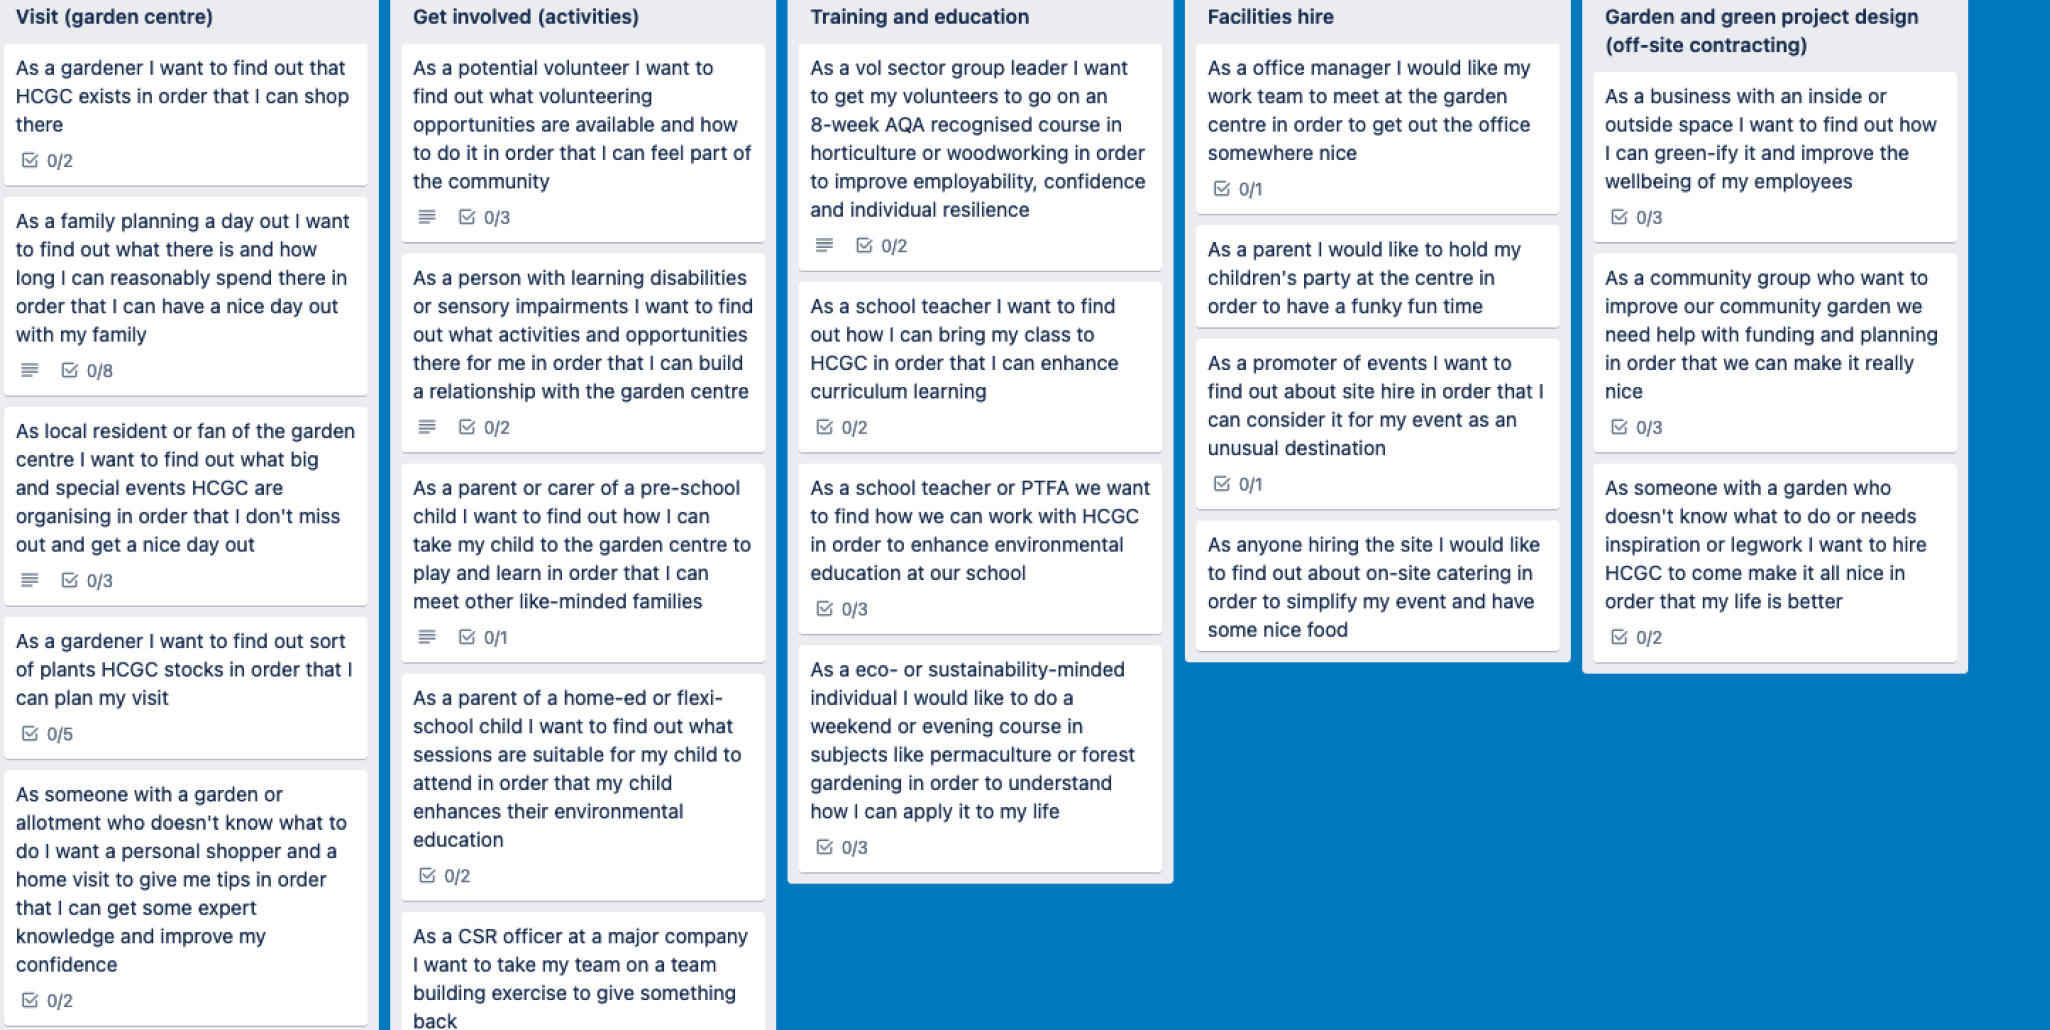 Visit (garden centre)
As a gardener I want to find out that
HCGC exists in order that I can shop
there
0/2
As a family planning a day out I want
to find out what there is and how
long I can reasonably spend there in
order that I can have a nice day out
with my family
0/8
As local resident or fan of the garden
centre I want to find out what big
and special events HCGC are
organising in order that I don't miss
out and get a nice day out
0/3
As a gardener I want to find out sort
of plants HCGC stocks in order that I
can plan my visit
0/5
As someone with a garden or
allotment who doesn't know what to
do I want a personal shopper and a
home visit to give me tips in order
that I can get some expert
knowledge and improve my
confidence
0/2
Get involved (activities)
As a potential volunteer I want to
find out what volunteering
opportunities are available and how
to do it in order that I can feel part of
the community
0/3
As a person with learning disabilities
or sensory impairments I want to find
out what activities and opportunities
there for me in order that I can build
a relationship with the garden centre
0/2
As a parent or carer of a pre-school
child I want to find out how I can
take my child to the garden centre to
play and learn in order that I can
meet other like-minded families
0/1
As a parent of a home-ed or flexi-
school child I want to find out what
sessions are suitable for my child to
attend in order that my child
enhances their environmental
education
0/2
As a CSR officer at a major company
I want to take my team on a team
building exercise to give something
back
Training and education
As a vol sector group leader I want
to get my volunteers to go on an
8-week AQA recognised course in
horticulture or woodworking in order
to improve employability, confidence
and individual resilience
0/2
As a school teacher I want to find
out how I can bring my class to
HCGC in order that I can enhance
curriculum learning
0/2
As a school teacher or PTFA we want
to find how we can work with HCGC
in order to enhance environmental
education at our school
0/3
As a eco- or sustainability-minded
individual I would like to do a
weekend or evening course in
subjects like permaculture or forest
gardening in order to understand
how I can apply it to my life
0/3
Facilities hire
As a office manager I would like my
work team to meet at the garden
centre in order to get out the office
somewhere nice
0/1
As a parent I would like to hold my
children's party at the centre in
order to have a funky fun time
As a promoter of events I want to
find out about site hire in order that I
can consider it for my event as an
unusual destination
0/1
As anyone hiring the site I would like
to find out about on-site catering in
order to simplify my event and have
some nice food
Garden and green project design
(off-site contracting)
As a business with an inside or
outside space I want to find out how
I can green-ify it and improve the
wellbeing of my employees
0/3
As a community group who want to
improve our community garden we
need help with funding and planning
in order that we can make it really
nice
0/3
As someone with a garden who
doesn't know what to do or needs
inspiration or legwork I want to hire
HCGC to come make it all nice in
order that my life is better
0/2